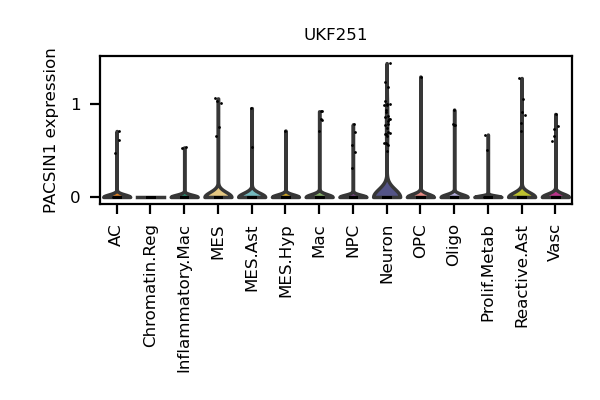 UKF251
PACSIN1 expression
1
0
AC
Chromatin.Reg
Inflammatory.Mac
MES
MES.Ast
MES.Hyp
Mac
NPC
Neuron
OPC
Oligo
Prolif.Metab
Reactive.Ast
Vasc